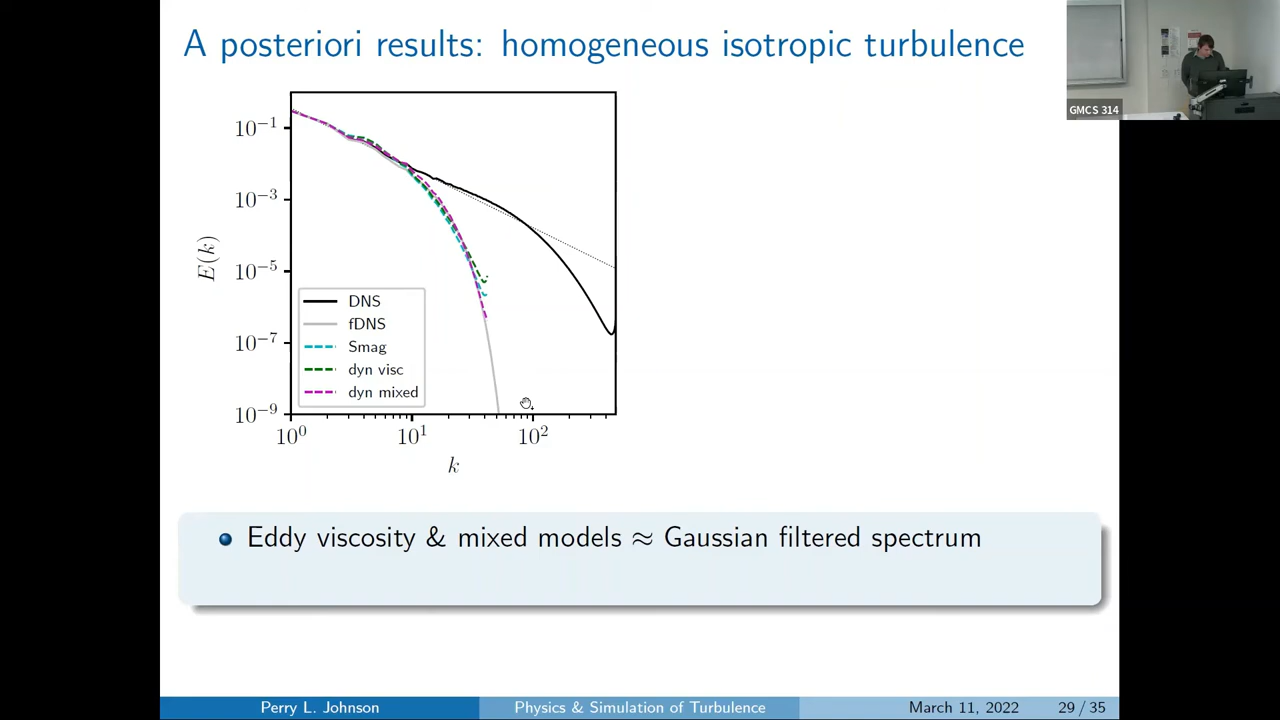 A posteriori results: homogeneous isotropic turbulence
GMCS 314
10⁻¹
10⁻³
10⁻⁵
10⁻⁷
10⁻⁹
E(k)
DNS
fDNS
Smag
dyn visc
dyn mixed
10⁰ 10¹ 10²
k
Eddy viscosity & mixed models ≈ Gaussian filtered spectrum
Perry L. Johnson Physics & Simulation of Turbulence March 11, 2022 29 / 35